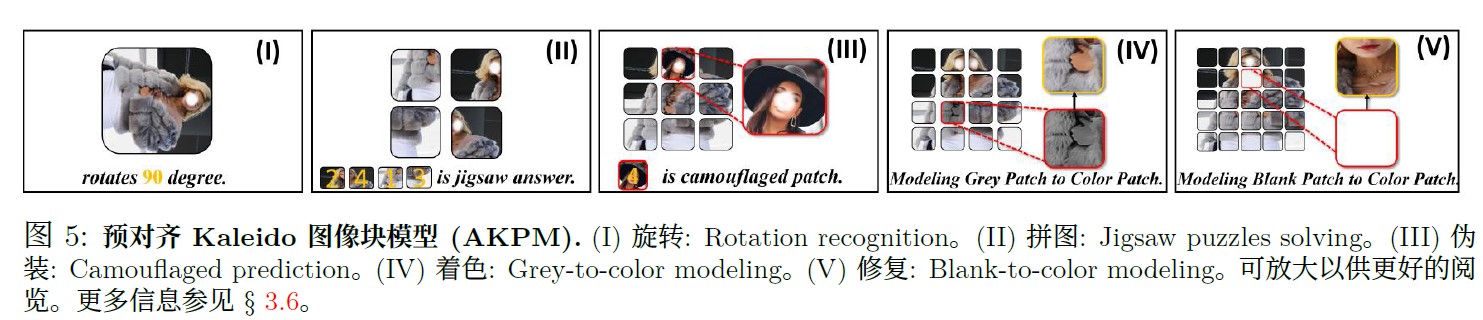 (I)
rotates 90 degree.
(II)
2 4 1 3 is jigsaw answer.
(III)
4 is camouflaged patch.
(IV)
Modeling Grey Patch to Color Patch.
(V)
Modeling Blank Patch to Color Patch.
图 5: 预对齐 Kaleido 图像块模型 (AKPM). (I) 旋转: Rotation recognition。(II) 拼图: Jigsaw puzzles solving。(III) 伪
装: Camouflaged prediction。(IV) 着色: Grey-to-color modeling。(V) 修复: Blank-to-color modeling。可放大以供更好的阅
览。更多信息参见 § 3.6。